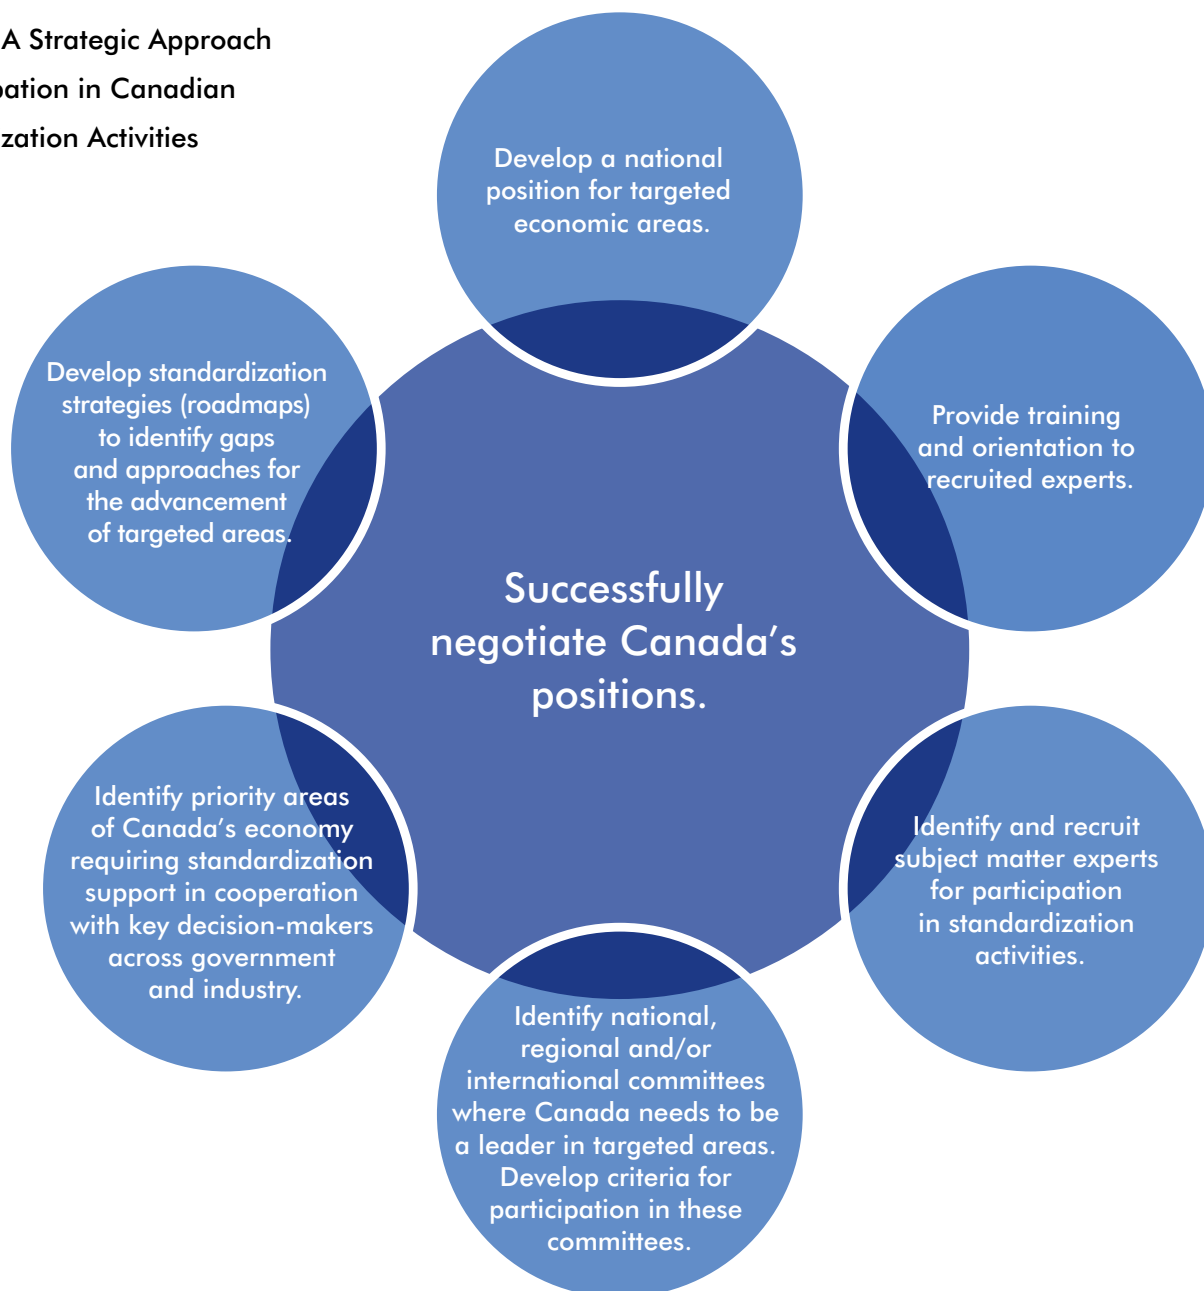 A Strategic Approach
pation in Canadian
zation Activities
Develop a national
position for targeted
economic areas.
Develop standardization
strategies (roadmaps)
to identify gaps
and approaches for
the advancement
of targeted areas.
Provide training
and orientation to
recruited experts.
Successfully
negotiate Canada’s
positions.
Identify priority areas
of Canada’s economy
requiring standardization
support in cooperation
with key decision-makers
across government
and industry.
Identify and recruit
subject matter experts
for participation
in standardization
activities.
Identify national,
regional and/or
international committees
where Canada needs to be
a leader in targeted areas.
Develop criteria for
participation in these
committees.